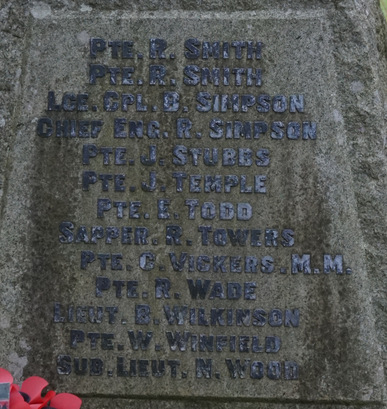 PTE. R. SMITH
PTE. R. SMITH
LCE. CPL. B. SIMPSON
CHIEF ENG. R. SIMPSON
PTE. J. STUBBS
PTE. J. TEMPLE
PTE. E. TODD
SAPPER. R. TOWERS
PTE. C. VICKERS. M.M.
PTE. R. WADE
LIEUT. B. WILKINSON
PTE. W. WINFIELD
SUB. LIEUT. N. WOOD